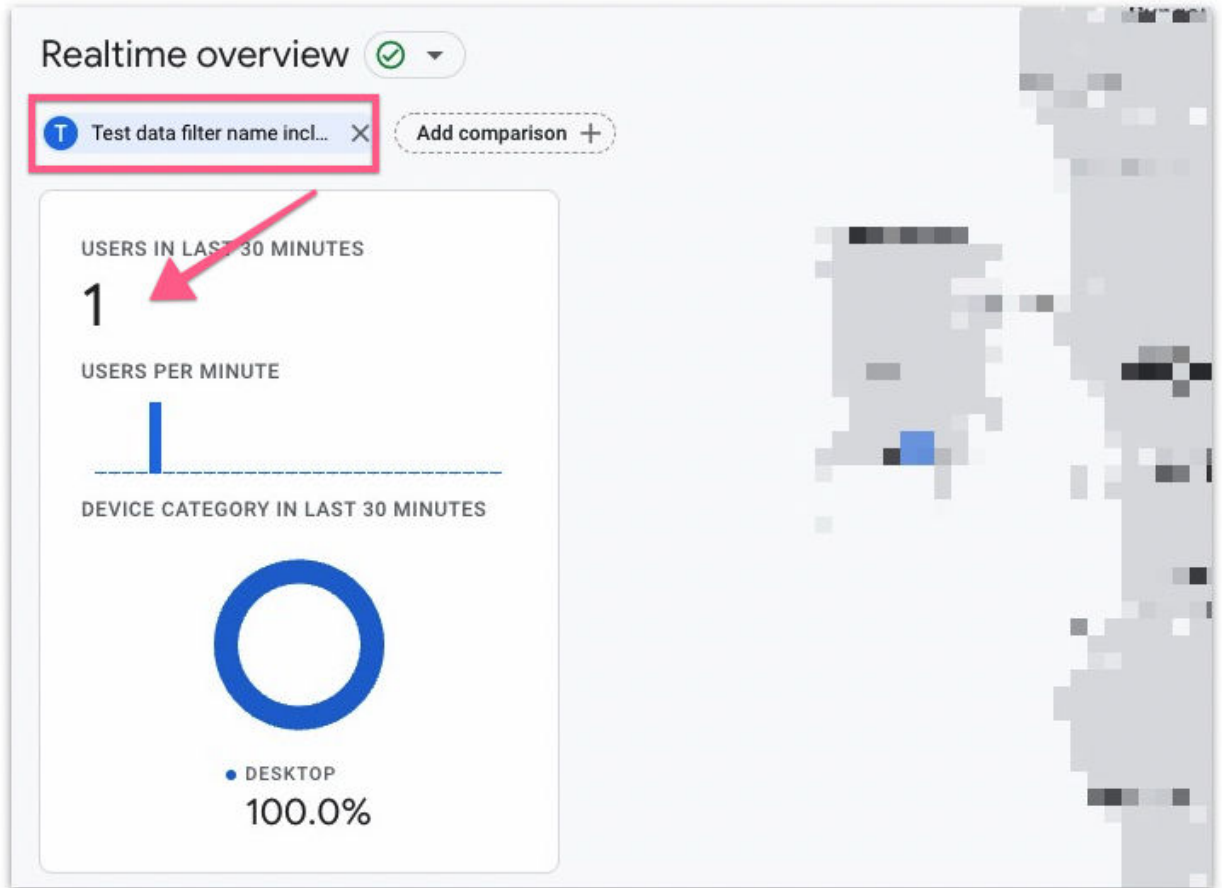 Realtime overview
T Test data filter name incl... Add comparison +
USERS IN LAST 30 MINUTES
1
USERS PER MINUTE
DEVICE CATEGORY IN LAST 30 MINUTES
DESKTOP
100.0%